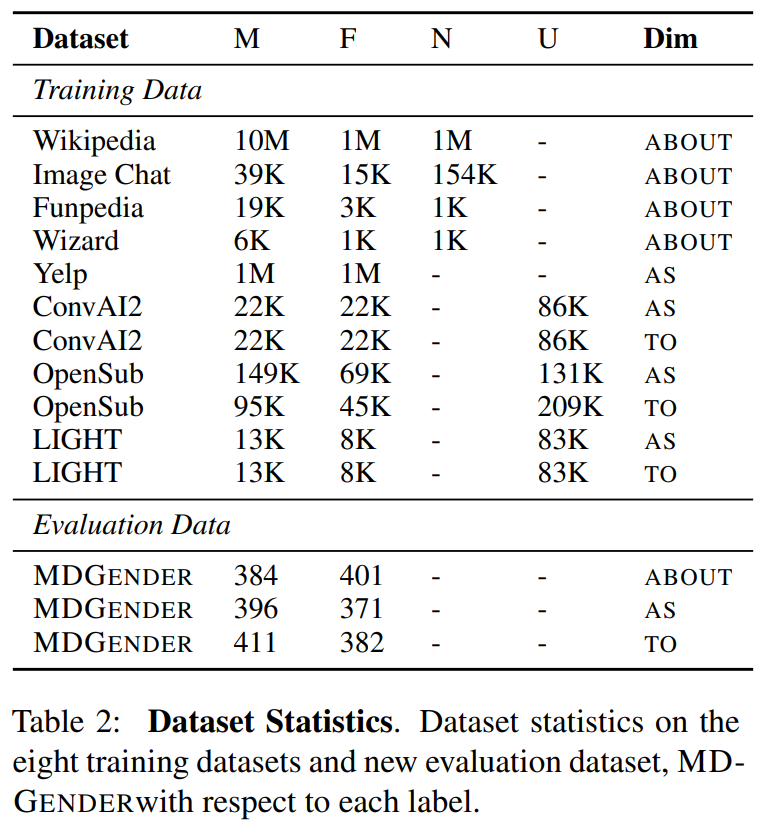 Dataset M F N U Dim
Training Data
Wikipedia 10M 1M 1M - ABOUT
Image Chat 39K 15K 154K - ABOUT
Funpedia 19K 3K 1K - ABOUT
Wizard 6K 1K 1K - ABOUT
Yelp 1M 1M - - AS
ConvAI2 22K 22K - 86K AS
ConvAI2 22K 22K - 86K TO
OpenSub 149K 69K - 131K AS
OpenSub 95K 45K - 209K TO
LIGHT 13K 8K - 83K AS
LIGHT 13K 8K - 83K TO
Evaluation Data
MDGENDER 384 401 - - ABOUT
MDGENDER 396 371 - - AS
MDGENDER 411 382 - - TO
Table 2: Dataset Statistics. Dataset statistics on the
eight training datasets and new evaluation dataset, MD-
GENDERwith respect to each label.